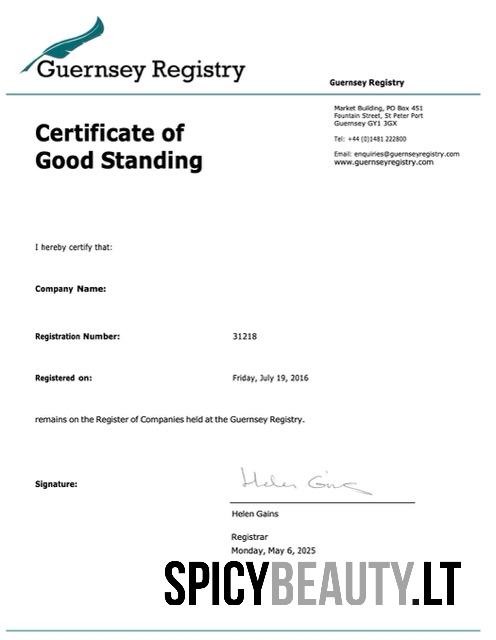 Guernsey Registry
Guernsey Registry
Market Building, PO Box 451
Fountain Street, St Peter Port
Guernsey GY1 3GX
Tel: +44 (0)1481 222800
Email: enquiries@guernseyregistry.com
www.guernseyregistry.com
Certificate of
Good Standing
I hereby certify that:
Company Name:
Registration Number: 31218
Registered on: Friday, July 19, 2016
remains on the Register of Companies held at the Guernsey Registry.
Signature: Helen Gains
Helen Gains
Registrar
Monday, May 6, 2025
SPICYBEAUTY.LT